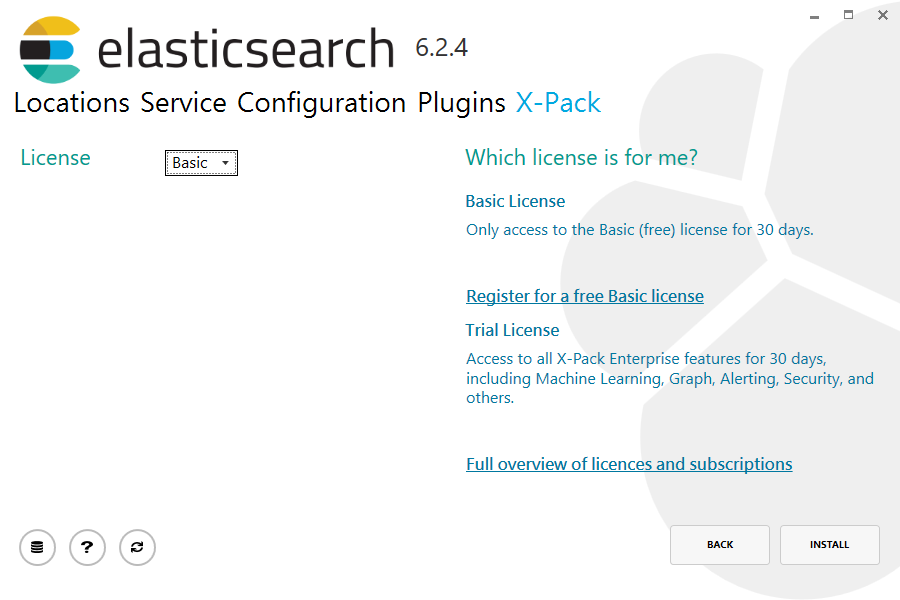 elasticsearch 6.2.4
Locations Service Configuration Plugins X-Pack
License
Basic
Which license is for me?
Basic License
Only access to the Basic (free) license for 30 days.
Register for a free Basic license
Trial License
Access to all X-Pack Enterprise features for 30 days,
including Machine Learning, Graph, Alerting, Security, and
others.
Full overview of licences and subscriptions
?
BACK
INSTALL